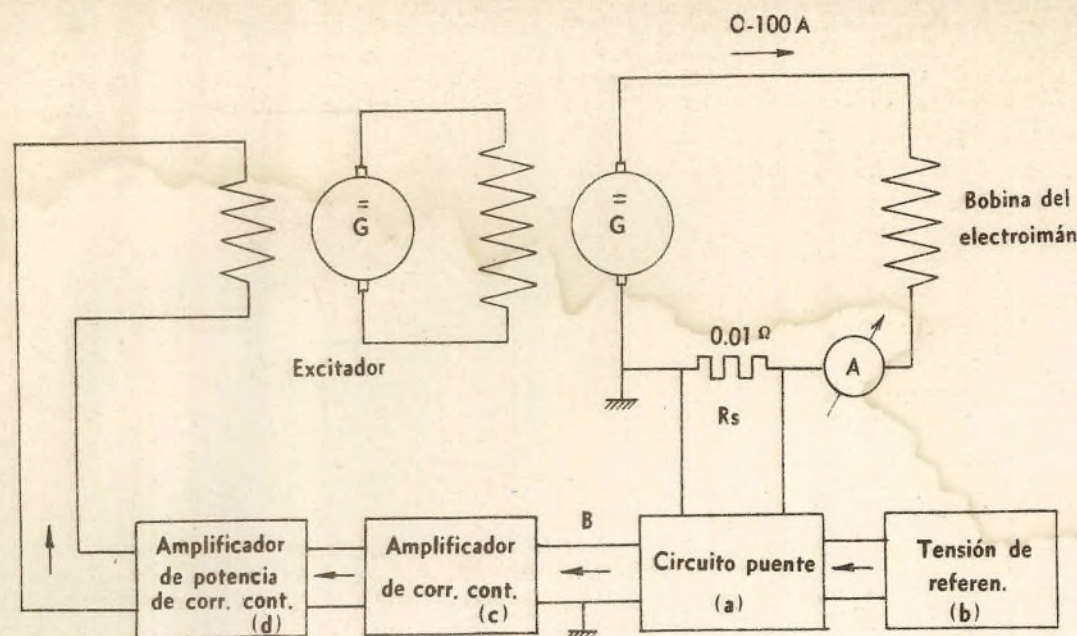 0-100 A
G
G
Bobina del
electroimán
Excitador
0.01 Ω
A
Rs
B
Amplificador
de potencia
de corr. cont.
(d)
Amplificador
de corr. cont.
(c)
Circuito puente
(a)
Tensión de
referen.
(b)